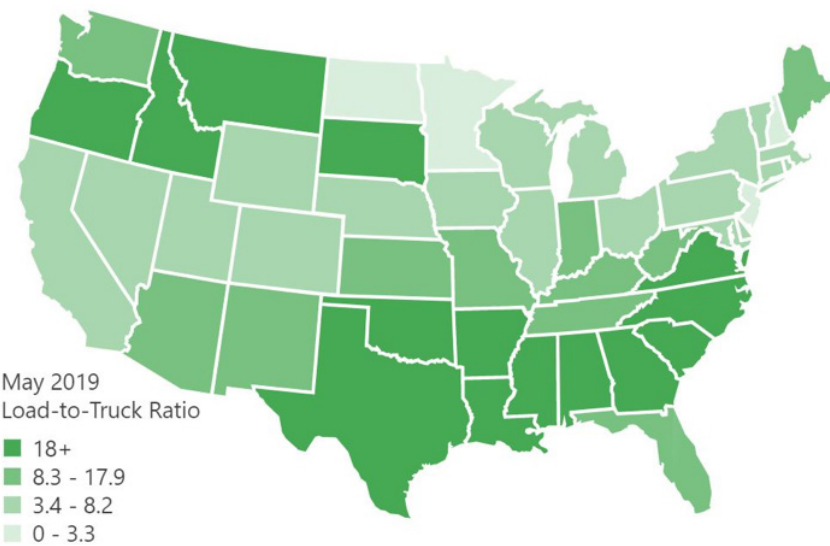 May 2019
Load-to-Truck Ratio
18+
8.3 - 17.9
3.4 - 8.2
0 - 3.3